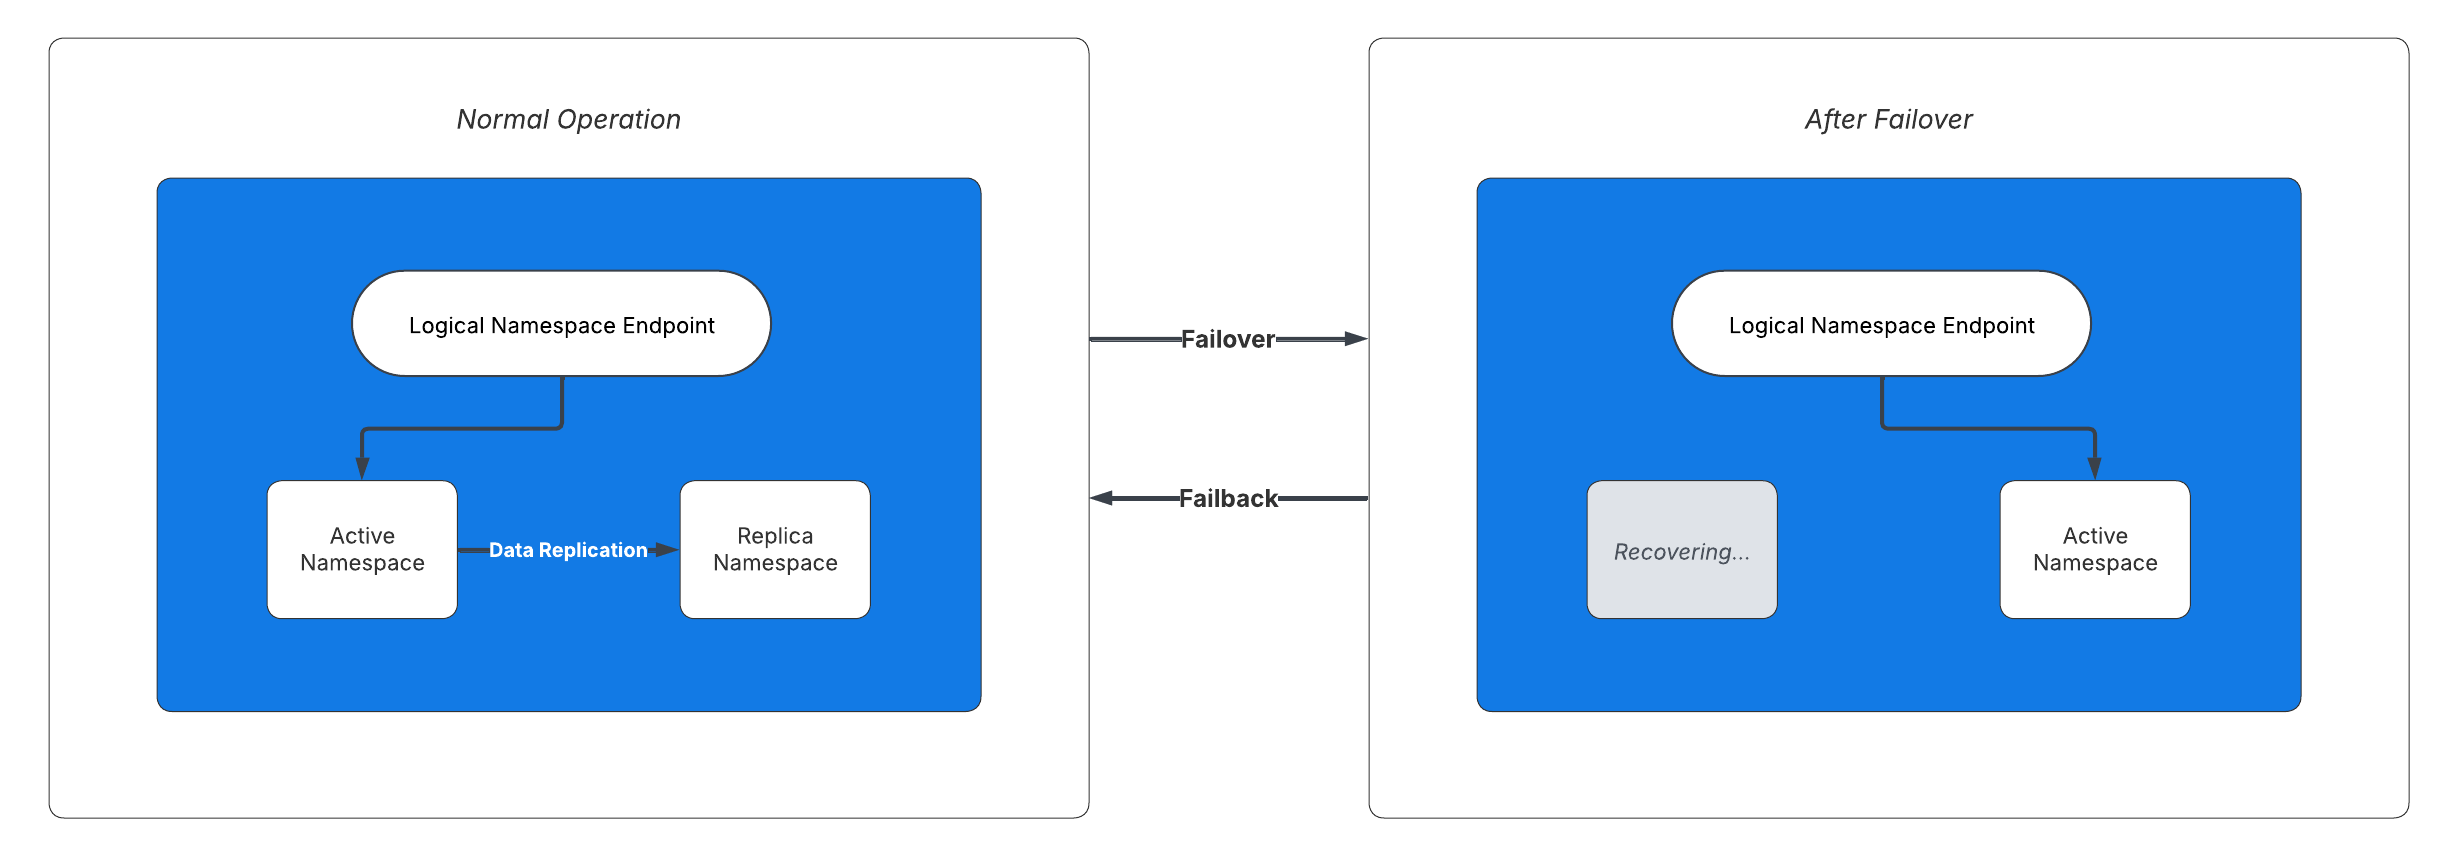 Normal Operation
Logical Namespace Endpoint
Active
Namespace
Data Replication
Replica
Namespace
Failover
Failback
After Failover
Logical Namespace Endpoint
Recovering...
Active
Namespace